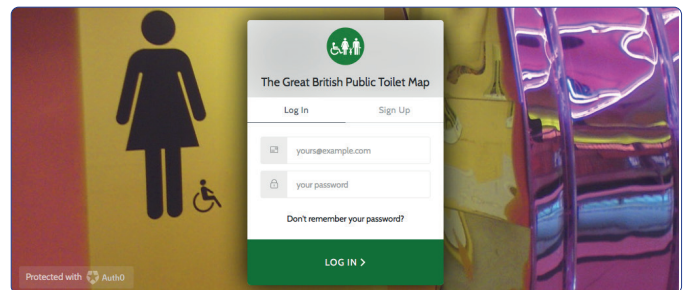 The Great British Public Toilet Map
Log In Sign Up
yours@example.com
your password
Don't remember your password?
LOG IN >
Protected with Auth0